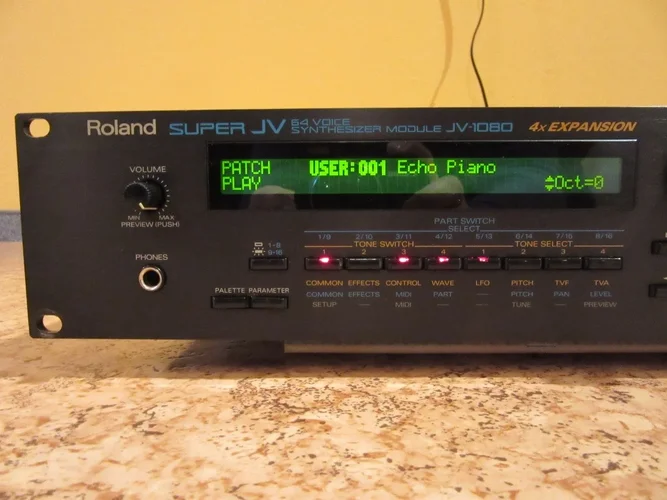 Roland SUPER JV 64 VOICE SYNTHESIZER MODULE JV-1080 4x EXPANSION
PATCH USER:001 Echo Piano
PLAY Oct=0
VOLUME
MIN MAX
PREVIEW (PUSH)
PHONES
PART SWITCH
SELECT
1/9 2/10 3/11 4/12 5/13 6/14 7/15 8/16
TONE SWITCH TONE SELECT
1-8
9-16
1 2 3 4 1 2 3 4
PALETTE PARAMETER
COMMON EFFECTS CONTROL WAVE LFO PITCH TVF TVA
COMMON EFFECTS MIDI PART — PITCH PAN LEVEL
SETUP — MIDI — — TUNE — PREVIEW